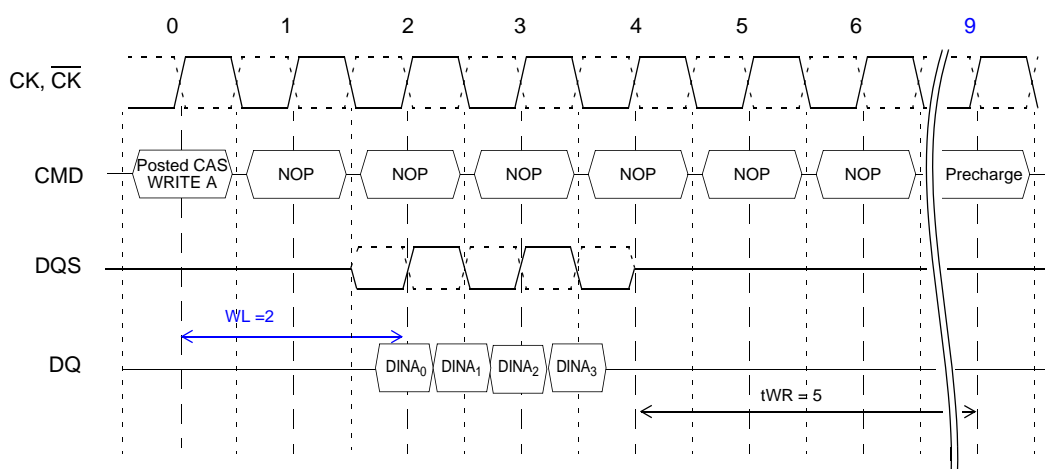 0 1 2 3 4 5 6 9
CK, CK
CMD
Posted CAS
WRITE A
NOP NOP NOP NOP NOP NOP Precharge
DQS
WL =2
DQ
DINA₀ DINA₁ DINA₂ DINA₃
tWR = 5